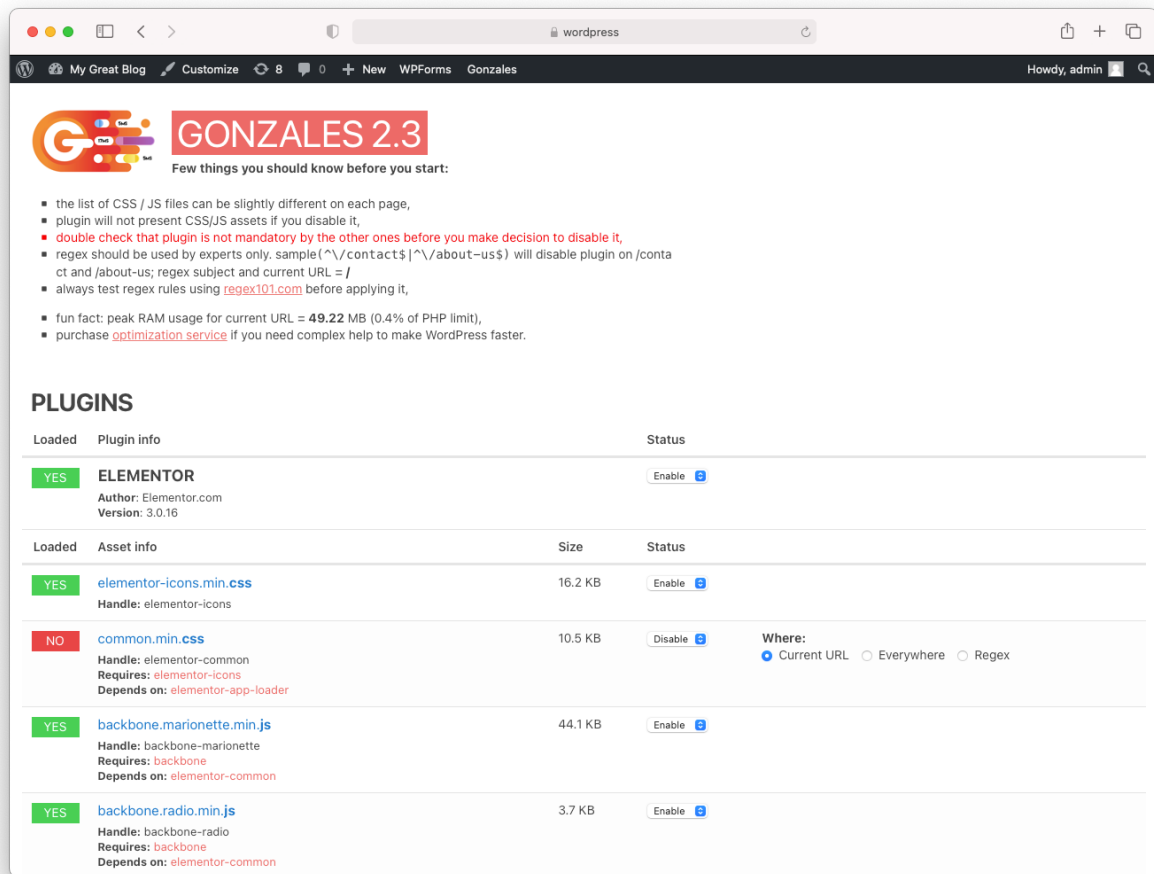 wordpress
My Great Blog Customize 8 0 New WPForms Gonzales Howdy, admin
GONZALES 2.3
Few things you should know before you start:
the list of CSS / JS files can be slightly different on each page,
plugin will not present CSS/JS assets if you disable it,
double check that plugin is not mandatory by the other ones before you make decision to disable it,
regex should be used by experts only. sample(^\/contact$|^\/about-us$) will disable plugin on /conta
ct and /about-us; regex subject and current URL = /
always test regex rules using regex101.com before applying it,
fun fact: peak RAM usage for current URL = 49.22 MB (0.4% of PHP limit),
purchase optimization service if you need complex help to make WordPress faster.
PLUGINS
Loaded Plugin info Status
YES ELEMENTOR Enable
Author: Elementor.com
Version: 3.0.16
Loaded Asset info Size Status
YES elementor-icons.min.css 16.2 KB Enable
Handle: elementor-icons
NO common.min.css 10.5 KB Disable Where:
Current URL Everywhere Regex
Handle: elementor-common
Requires: elementor-icons
Depends on: elementor-app-loader
YES backbone.marionette.min.js 44.1 KB Enable
Handle: backbone-marionette
Requires: backbone
Depends on: elementor-common
YES backbone.radio.min.js 3.7 KB Enable
Handle: backbone-radio
Requires: backbone
Depends on: elementor-common